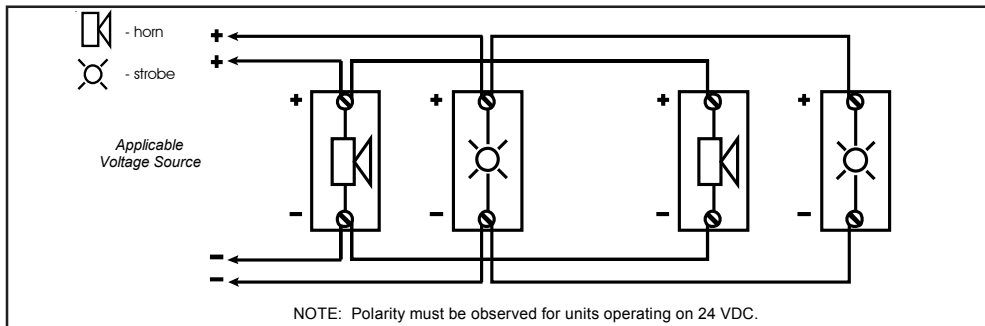 - horn
- strobe
+
+
+ + + +
Applicable
Voltage Source
- - - -
-
-
NOTE: Polarity must be observed for units operating on 24 VDC.